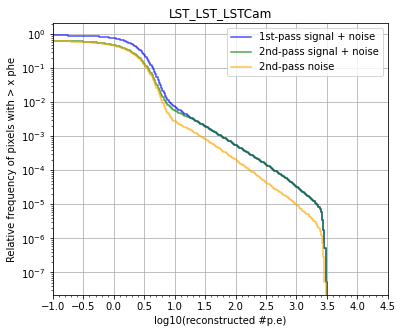 LST_LST_LSTCam
1st-pass signal + noise
2nd-pass signal + noise
2nd-pass noise
Relative frequency of pixels with > x phe
10⁰
10⁻¹
10⁻²
10⁻³
10⁻⁴
10⁻⁵
10⁻⁶
10⁻⁷
−1.0 −0.5 0.0 0.5 1.0 1.5 2.0 2.5 3.0 3.5 4.0 4.5
log10(reconstructed #p.e)